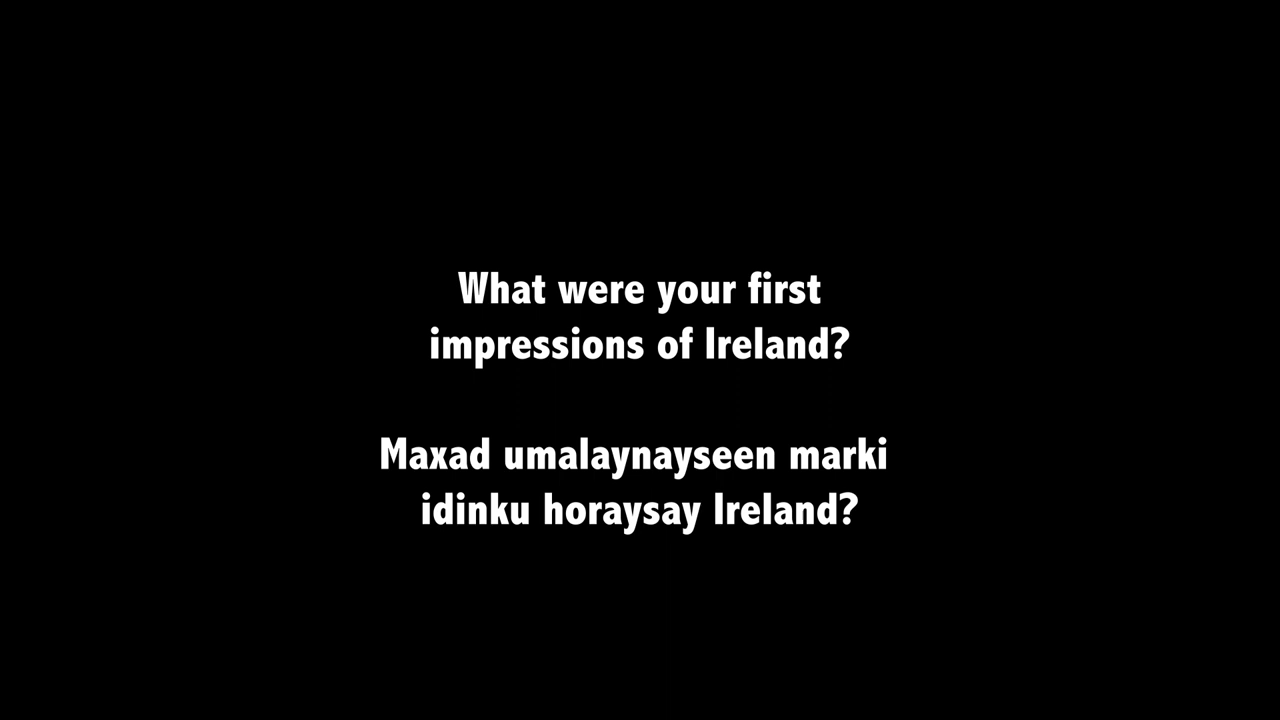 What were your first
impressions of Ireland?
Maxad umalaynayseen marki
idinku horaysay Ireland?